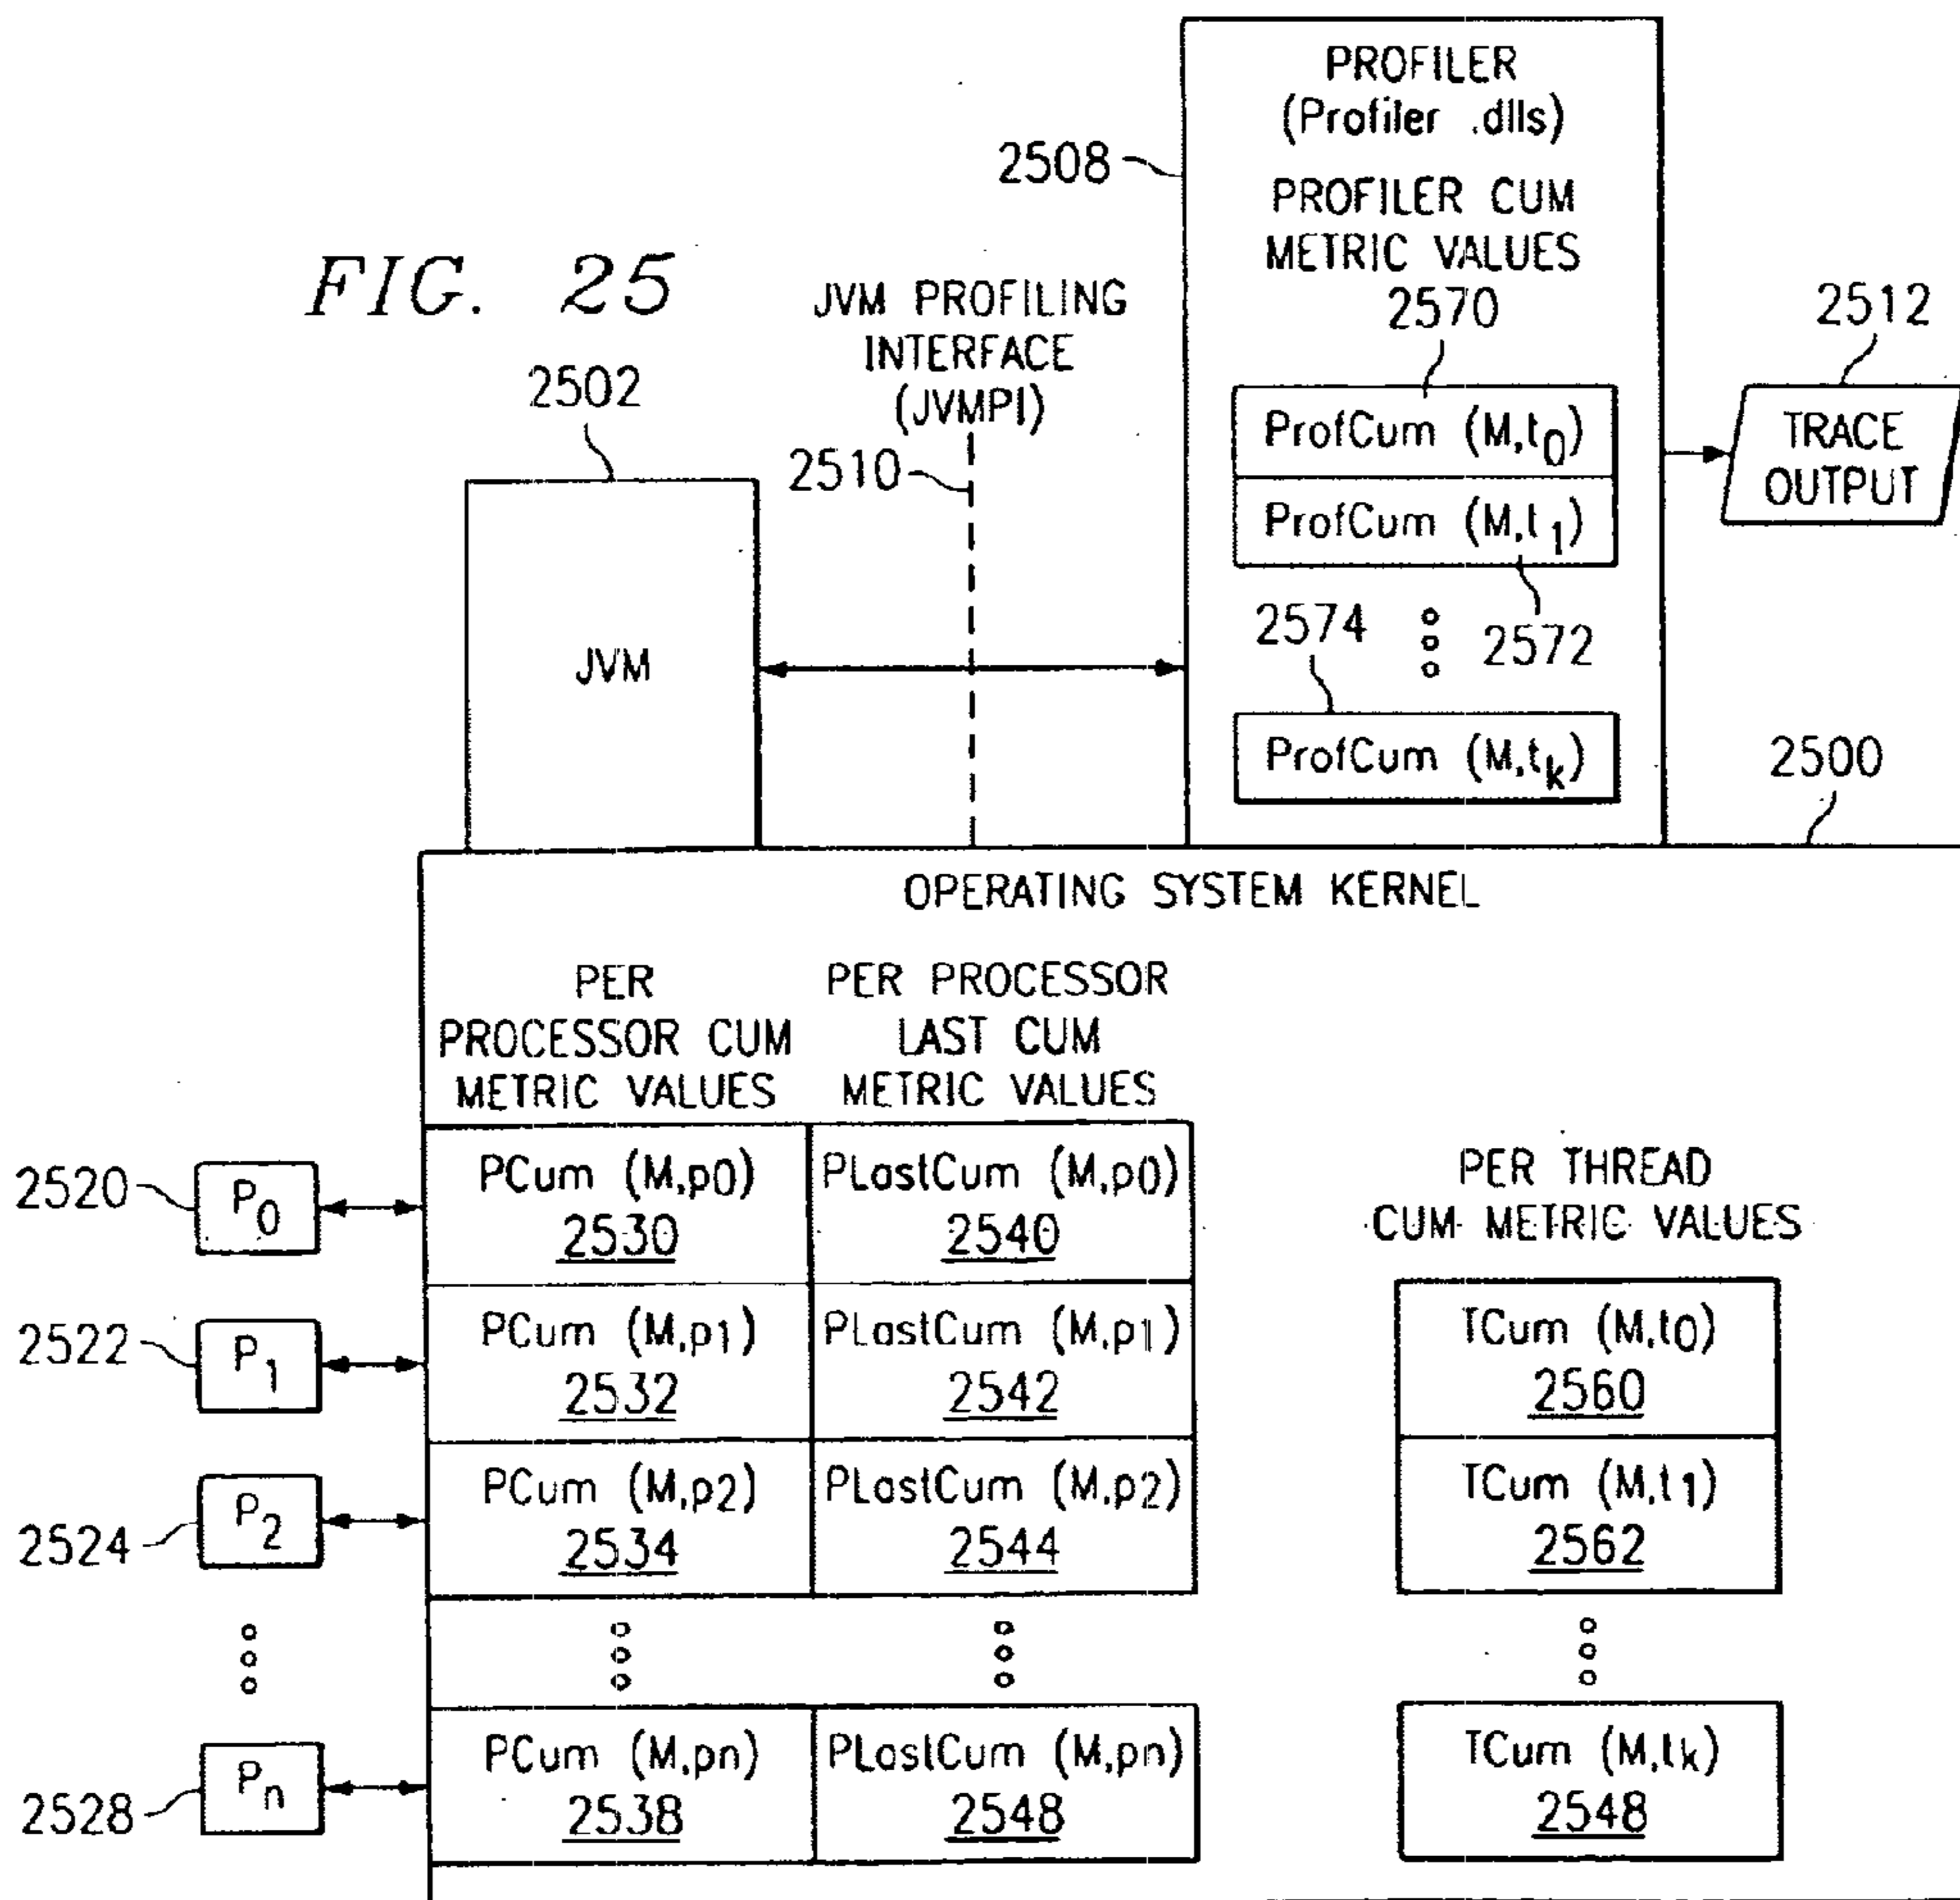 PROFILER
(Profiler .dlls)
2508
PROFILER CUM
METRIC VALUES
2570
FIG. 25
JVM PROFILING
INTERFACE
(JVMPI)
2512
2502
ProfCum (M,t0)
TRACE
OUTPUT
2510
ProfCum (M,t1)
2574
2572
JVM
ProfCum (M,tk)
2500
OPERATING SYSTEM KERNEL
PER
PROCESSOR CUM
METRIC VALUES
PER PROCESSOR
LAST CUM
METRIC VALUES
PER THREAD
CUM METRIC VALUES
2520
P0
PCum (M,p0)
2530
PLastCum (M,p0)
2540
2522
P1
PCum (M,p1)
2532
PLastCum (M,p1)
2542
TCum (M,t0)
2560
2524
P2
PCum (M,p2)
2534
PLastCum (M,p2)
2544
TCum (M,t1)
2562
2528
Pn
PCum (M,pn)
2538
PLastCum (M,pn)
2548
TCum (M,tk)
2548